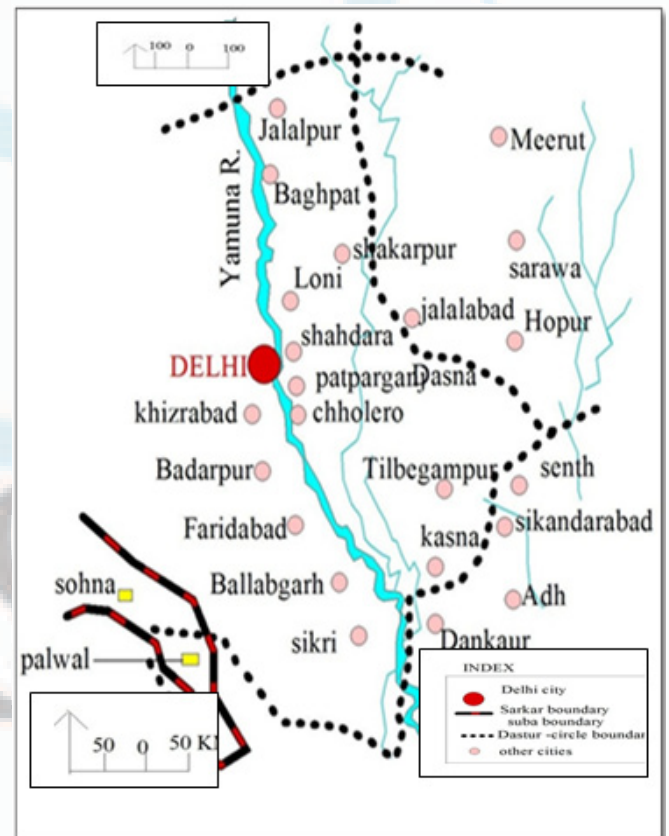 100 0 100
Jalalpur
Meerut
Yamuna R.
Baghpat
shakarpur
sarawa
Loni
jalalabad
Hopur
shahdara
DELHI
patparganj
Dasna
khizrabad
chholero
Badarpur
Tilbegampur
senth
Faridabad
sikandarabad
kasna
sohna
Ballabgarh
Adh
sikri
Dankaur
palwal
INDEX
Delhi city
Sarkar boundary
suba boundary
Dastur -circle boundar
other cities
50 0 50 K